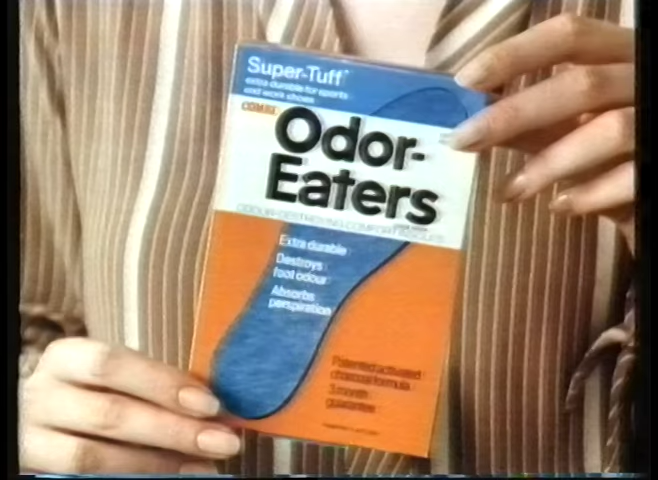 Super-Tuff
extra durable for sports
and work shoes
COMBE
Odor-
Eaters
ODOUR-DESTROYING COMFORT INSOLES
Extra durable
Destroys
foot odour
Absorbs
perspiration
Patented activated
charcoal formula
3 month
guarantee